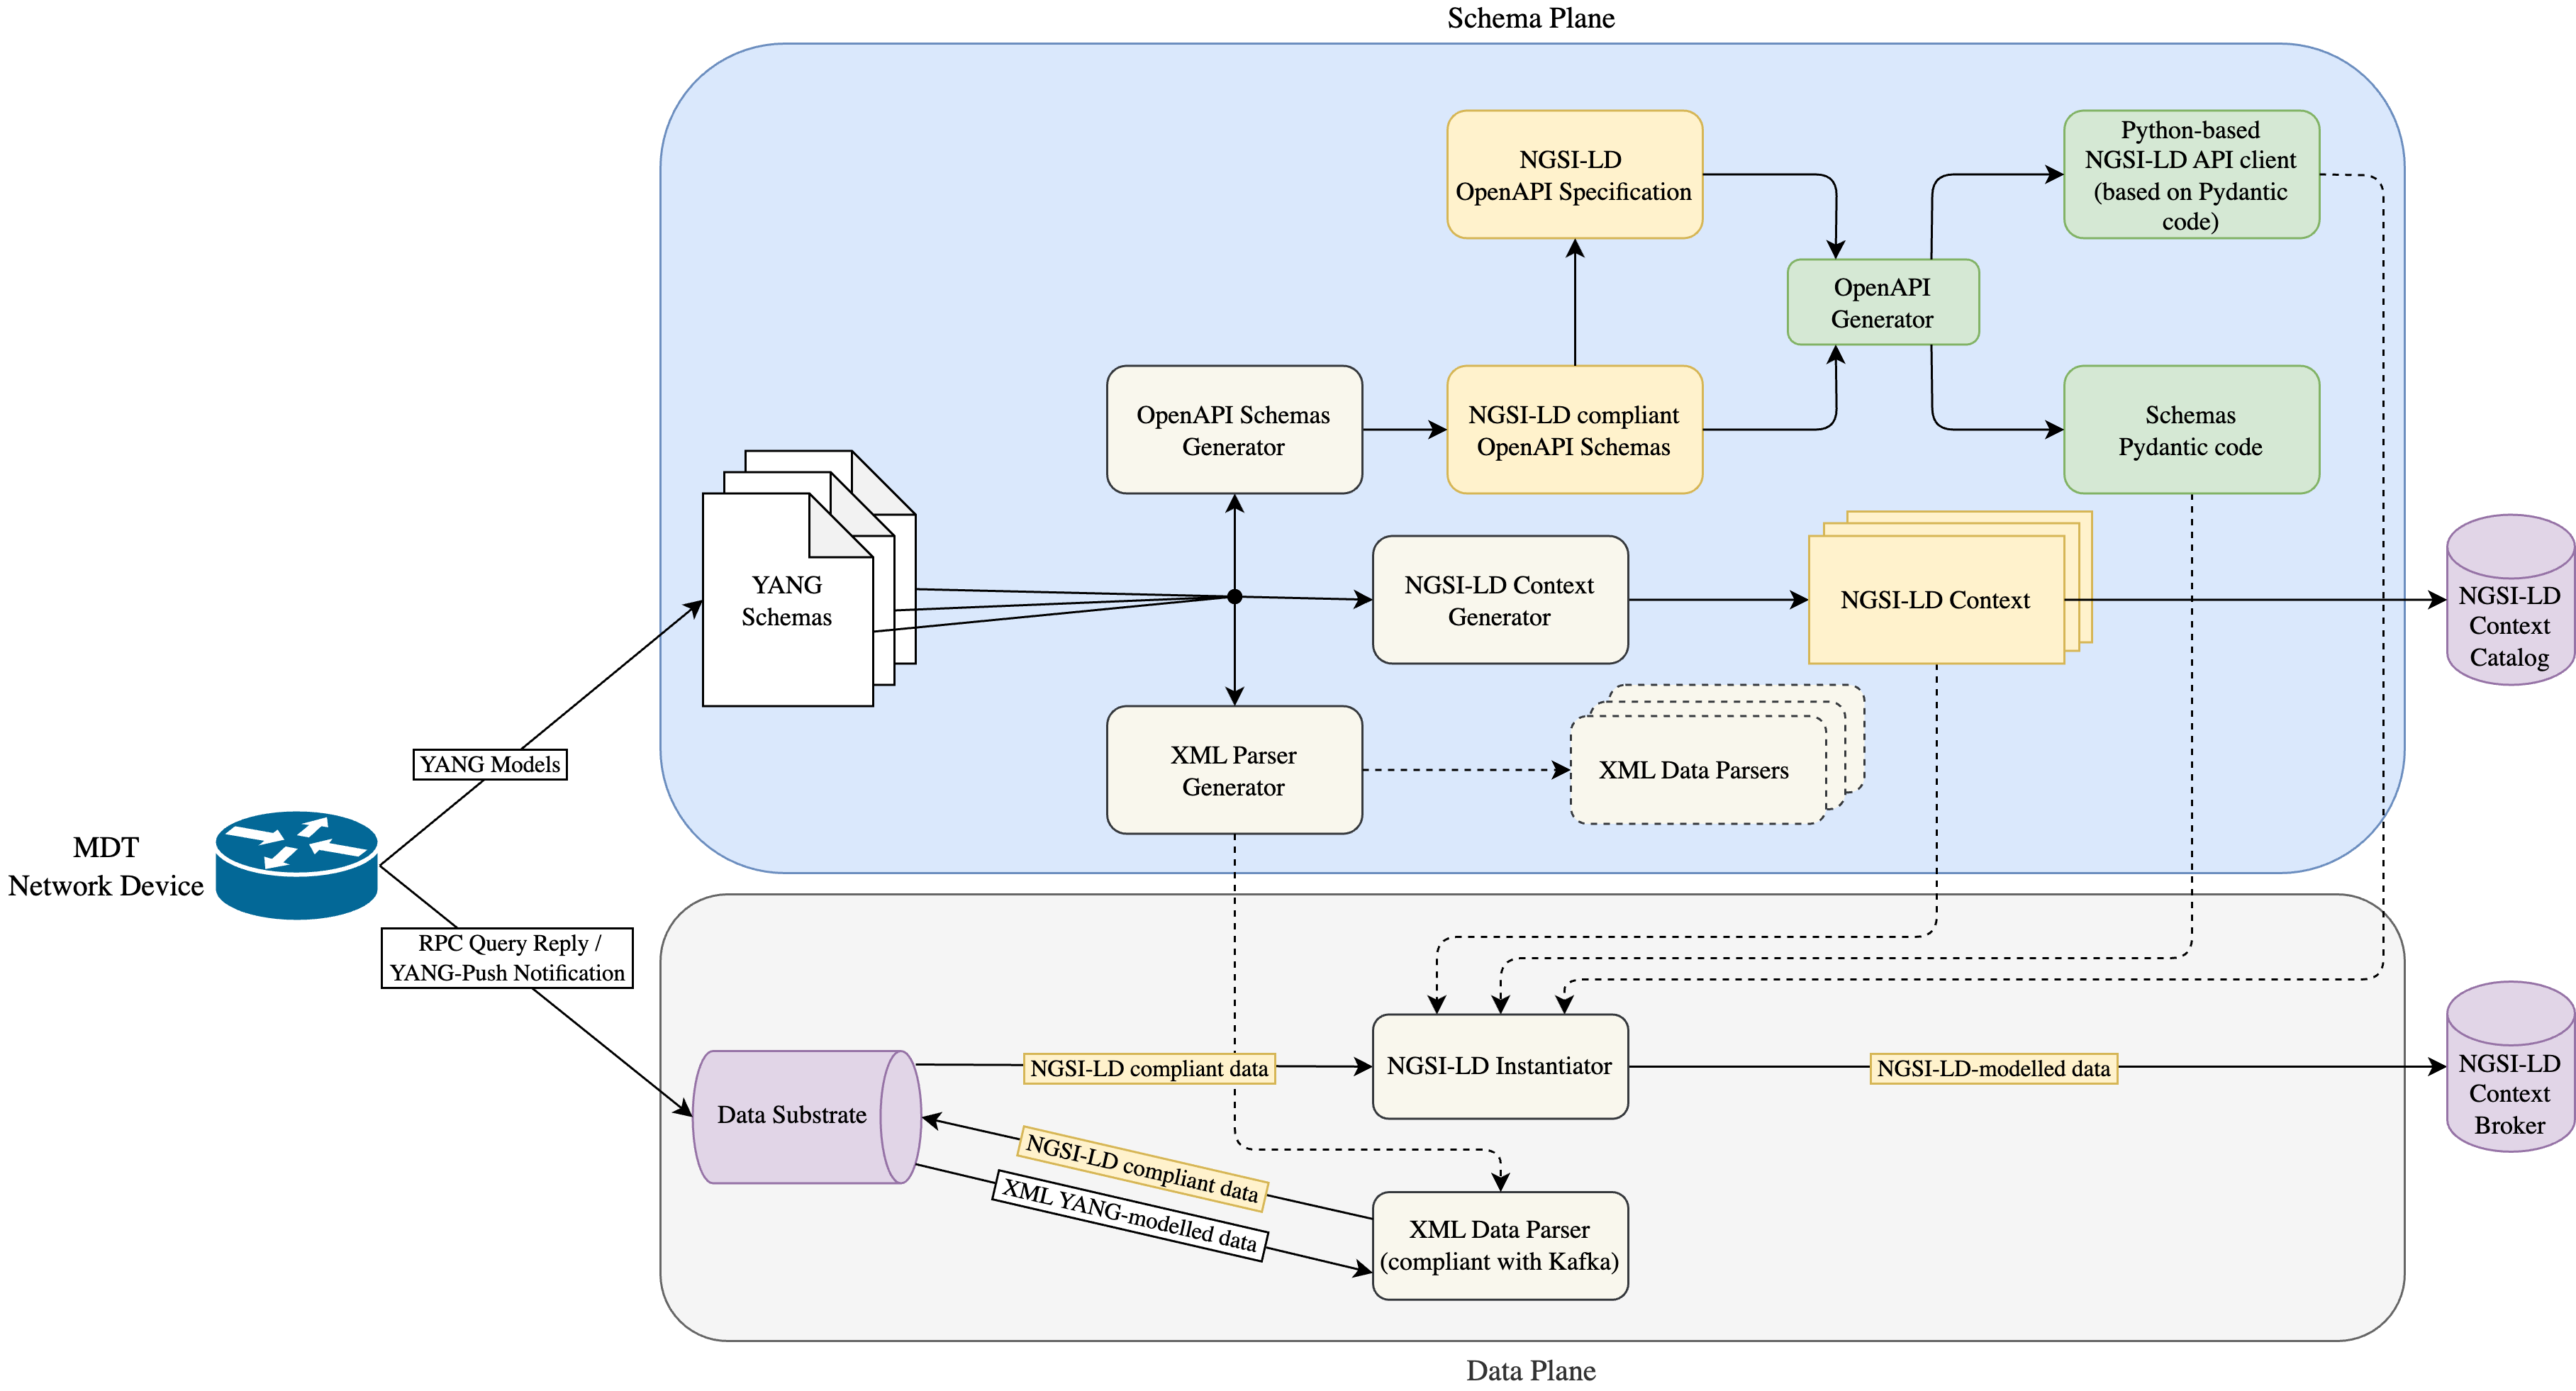 Schema Plane
NGSI-LD
OpenAPI Specification
Python-based
NGSI-LD API client
(based on Pydantic
code)
OpenAPI
Generator
OpenAPI Schemas
Generator
NGSI-LD compliant
OpenAPI Schemas
Schemas
Pydantic code
YANG
Schemas
NGSI-LD Context
Generator
NGSI-LD Context
NGSI-LD
Context
Catalog
XML Parser
Generator
XML Data Parsers
YANG Models
MDT
Network Device
RPC Query Reply /
YANG-Push Notification
Data Substrate
NGSI-LD compliant data
NGSI-LD Instantiator
NGSI-LD-modelled data
NGSI-LD
Context
Broker
NGSI-LD compliant data
XML YANG-modelled data
XML Data Parser
(compliant with Kafka)
Data Plane